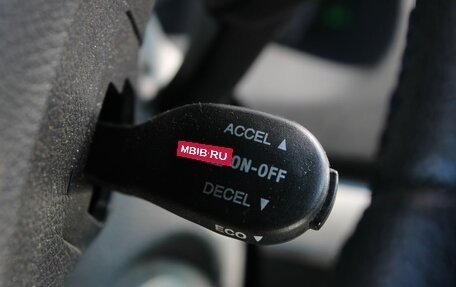 ACCEL ▲
MBIB.RU
ON-OFF
DECEL ▼
ECO ▼